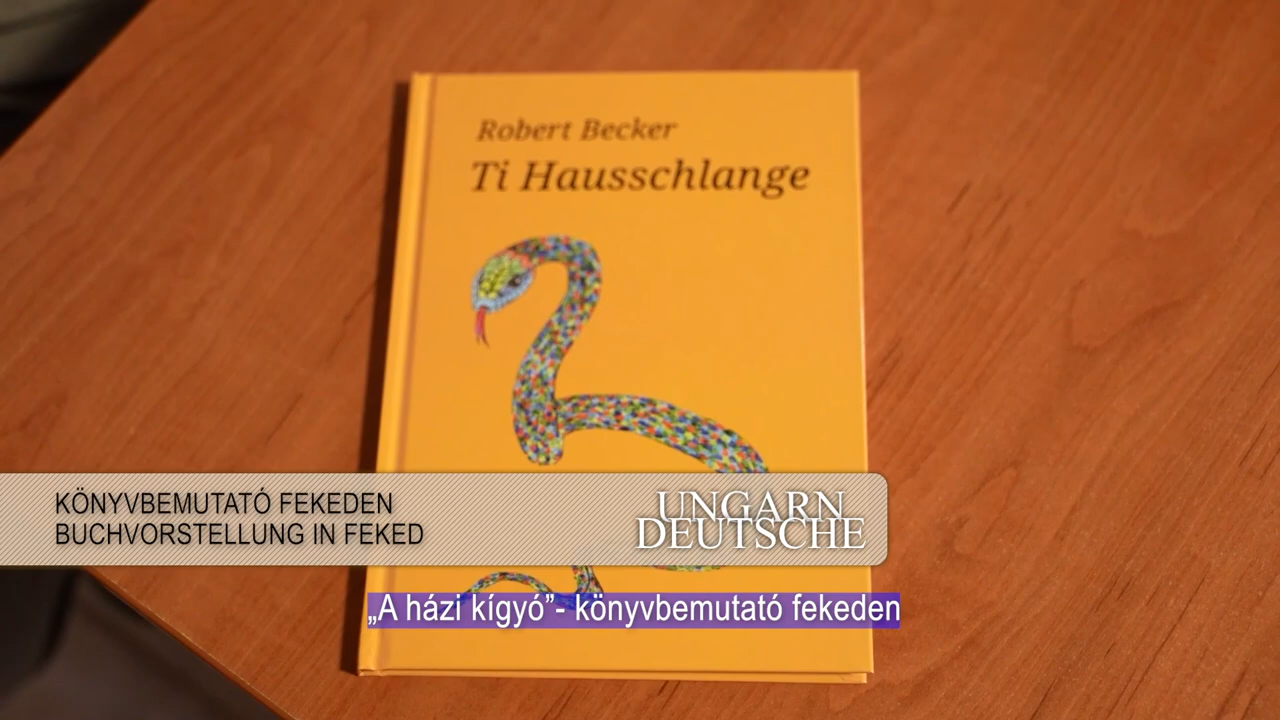 Robert Becker
Ti Hausschlange
KÖNYVBEMUTATÓ FEKEDEN
BUCHVORSTELLUNG IN FEKED
UNGARN
DEUTSCHE
„A házi kígyó”- könyvbemutató fekeden